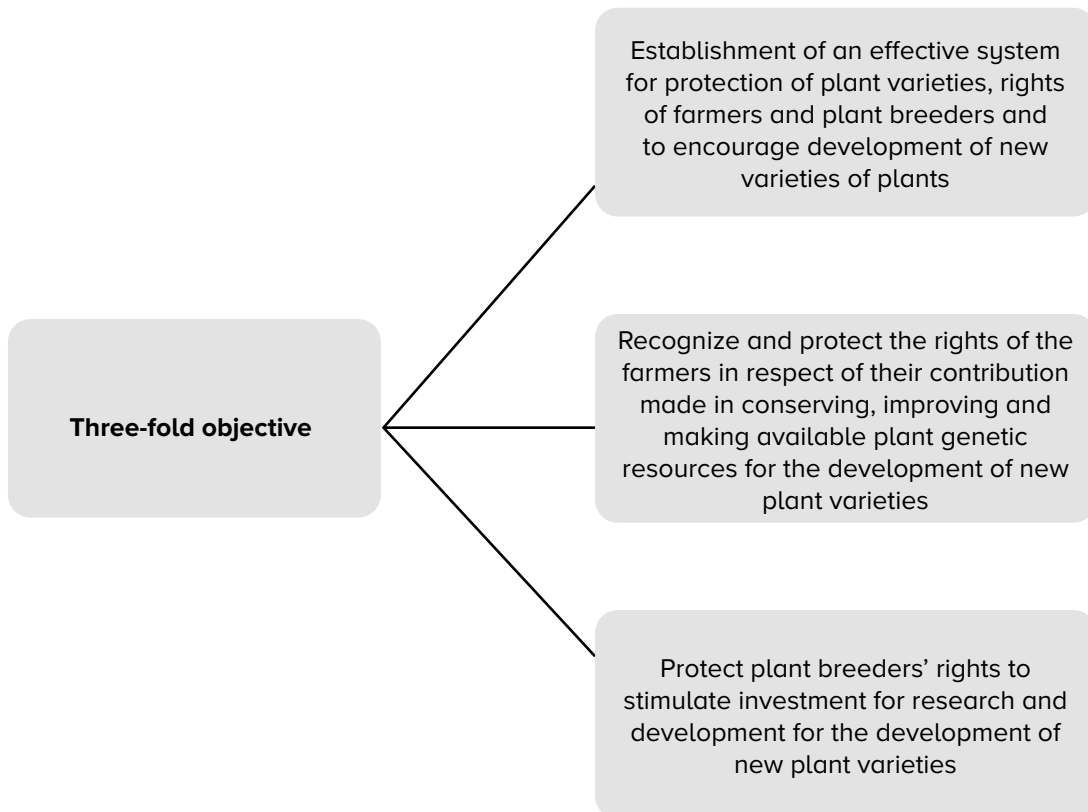 Establishment of an effective system
for protection of plant varieties, rights
of farmers and plant breeders and
to encourage development of new
varieties of plants
Three-fold objective
Recognize and protect the rights of the
farmers in respect of their contribution
made in conserving, improving and
making available plant genetic
resources for the development of new
plant varieties
Protect plant breeders’ rights to
stimulate investment for research and
development for the development of
new plant varieties